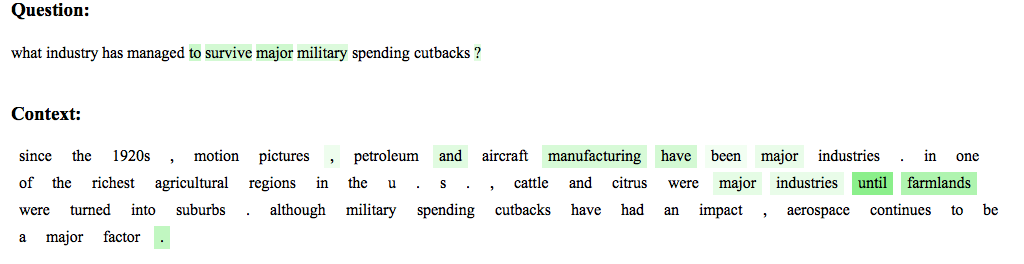 Question:
what industry has managed to survive major military spending cutbacks ?
Context:
since the 1920s , motion pictures , petroleum and aircraft manufacturing have been major industries . in one
of the richest agricultural regions in the u . s . , cattle and citrus were major industries until farmlands
were turned into suburbs . although military spending cutbacks have had an impact , aerospace continues to be
a major factor .